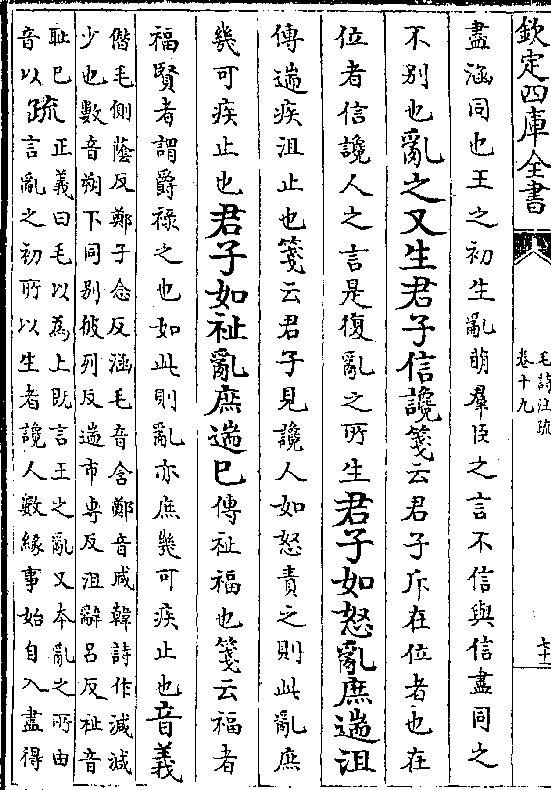 欽定四庫全書
毛詩注疏
卷十九
盡涵同也王之初生亂萌羣臣之言不信與信盡同之
不别也亂之又生君子信讒箋云君子斥在位者也在
位者信讒人之言是復亂之所生君子如怒亂庶遄沮
傳遄疾沮止也箋云君子見讒人如怒責之則此亂庶
幾可疾止也君子如祉亂庶遄已傳祉福也箋云福者
福賢者謂爵禄之也如此則亂亦庶幾可疾止也音義
僭毛側蔭反鄭子念反涵毛音含鄭音咸韓詩作减减
少也數音朔下同别彼列反遄市専反沮辭呂反祉音
耻巳疏正義曰毛以為上既言王之亂又本亂之所由
音以疏言亂之初所以生者讒人數緣事始自入盡得